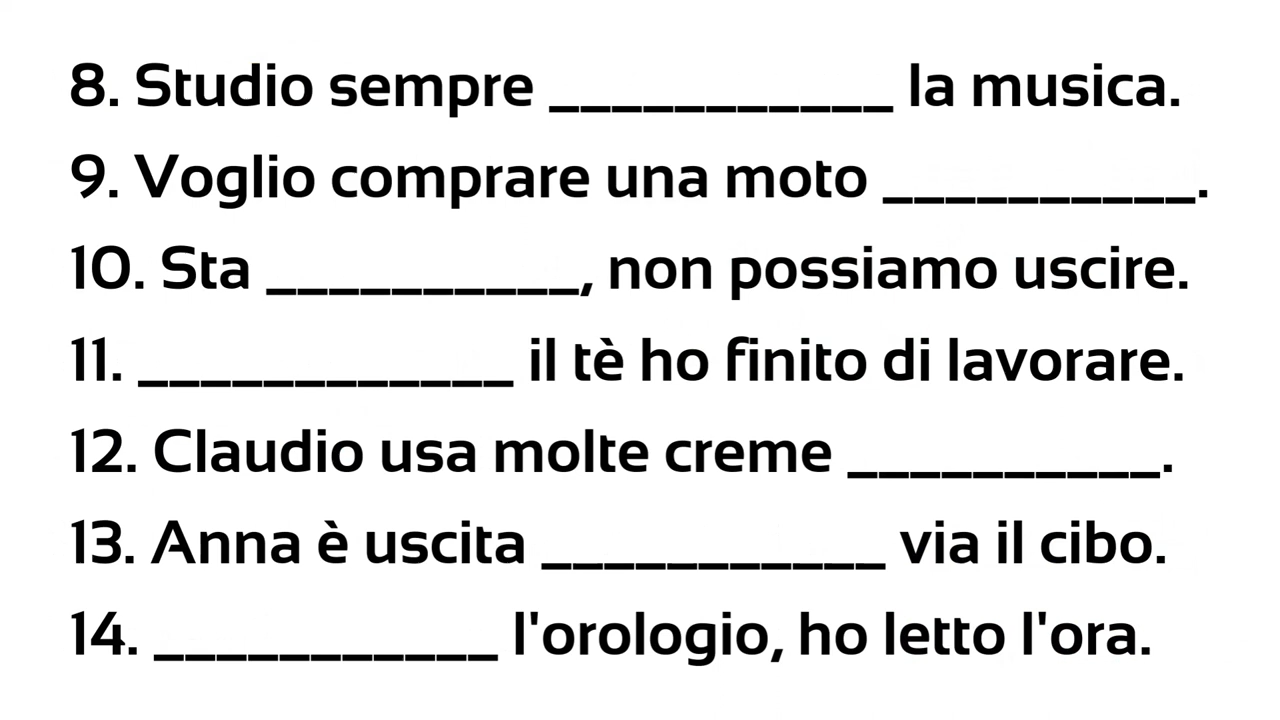 8. Studio sempre ___________ la musica.
9. Voglio comprare una moto __________.
10. Sta __________, non possiamo uscire.
11. ____________ il tè ho finito di lavorare.
12. Claudio usa molte creme __________.
13. Anna è uscita ___________ via il cibo.
14. ___________ l'orologio, ho letto l'ora.